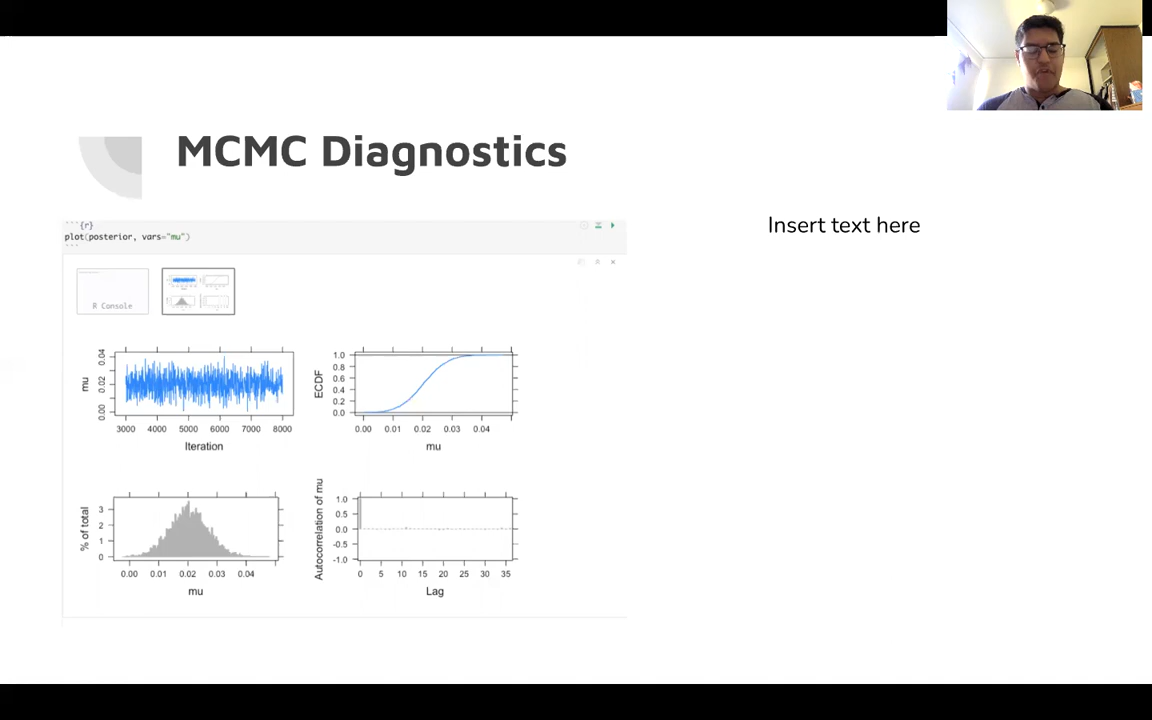 MCMC Diagnostics
```{r}
plot(posterior, vars="mu")
```
Insert text here
R Console
mu
0.04
0.02
0.00
3000 4000 5000 6000 7000 8000
Iteration
ECDF
1.0
0.8
0.6
0.4
0.2
0.0
0.00 0.01 0.02 0.03 0.04
mu
% of total
3
2
1
0
0.00 0.01 0.02 0.03 0.04
mu
Autocorrelation of mu
1.0
0.5
0.0
-0.5
-1.0
0 5 10 15 20 25 30 35
Lag